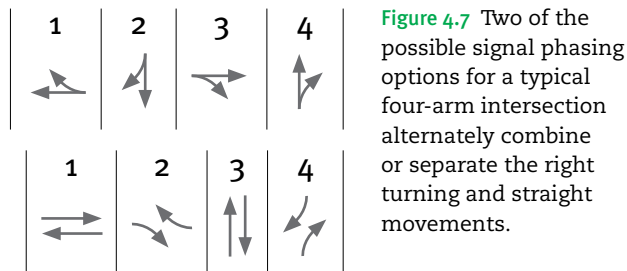 1 2 3 4
1 2 3 4
Figure 4.7 Two of the
possible signal phasing
options for a typical
four-arm intersection
alternately combine
or separate the right
turning and straight
movements.